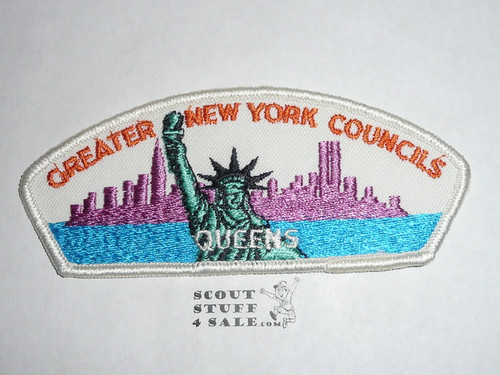 GREATER NEW YORK COUNCILS
QUEENS
SCOUT
STUFF
4 SALE.COM